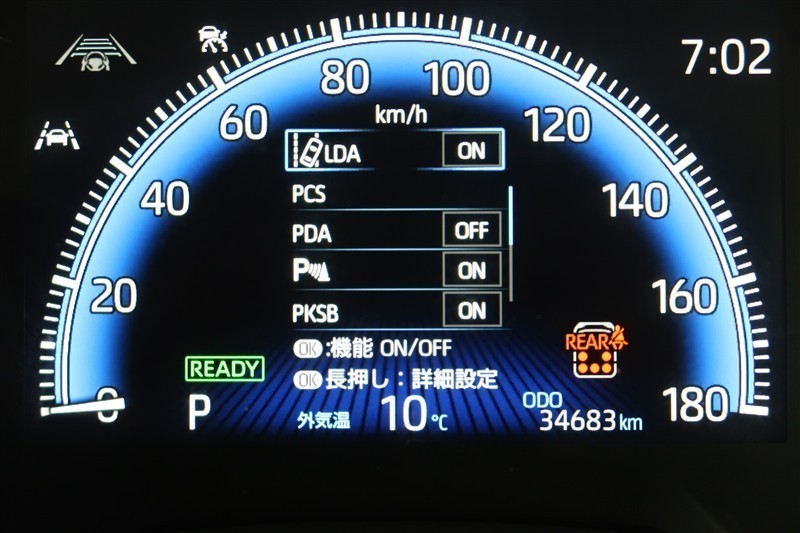 7:02
80 100
km/h
60 120
LDA ON
PCS
40 140
PDA OFF
P ON
20 160
PKSB ON
REAR
OK:機能 ON/OFF
READY
OK長押し：詳細設定
0 180
P 外気温 10℃
ODO
34683km